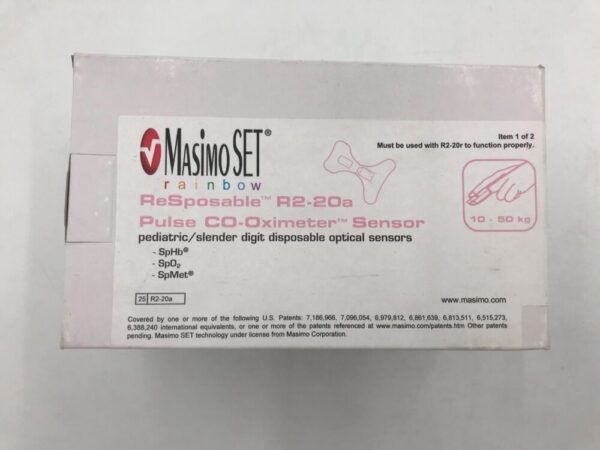 Masimo SET®
rainbow
Item 1 of 2
Must be used with R2-20r to function properly.
ReSposable™ R2-20a
Pulse CO-Oximeter™ Sensor
pediatric/slender digit disposable optical sensors
- SpHb®
- SpO₂
- SpMet®
10 - 50 kg
25 R2-20a
www.masimo.com
Covered by one or more of the following U.S. Patents: 7,186,966, 7,096,054, 6,979,812, 6,861,639, 6,813,511, 6,515,273,
6,388,240 international equivalents, or one or more of the patents referenced at www.masimo.com/patents.htm Other patents
pending. Masimo SET technology under license from Masimo Corporation.